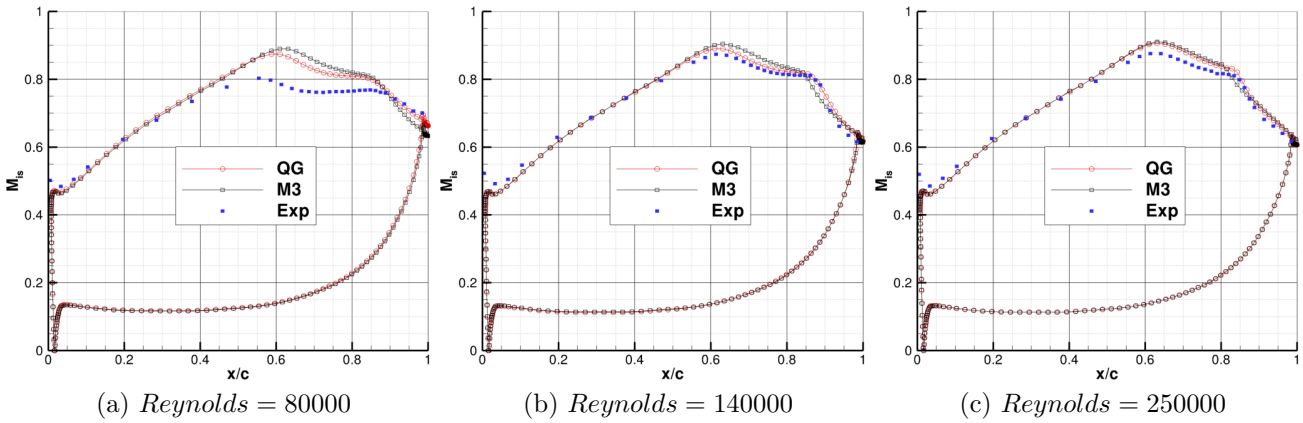 1
0.8
0.6
0.4
0.2
0
M_is
QG
M3
Exp
0 0.2 0.4 0.6 0.8 1
x/c
(a) Reynolds = 80000
1
0.8
0.6
0.4
0.2
0
M_is
QG
M3
Exp
0 0.2 0.4 0.6 0.8 1
x/c
(b) Reynolds = 140000
1
0.8
0.6
0.4
0.2
0
M_is
QG
M3
Exp
0 0.2 0.4 0.6 0.8 1
x/c
(c) Reynolds = 250000